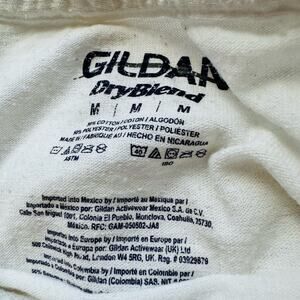 GILDAN
DryBlend
M | M | M
50% COTTON / COTON / ALGODÓN
50% POLYESTER / POLYESTER / POLIÉSTER
MADE IN / FABRIQUÉ AU / HECHO EN NICARAGUA
ASTM ISO
Imported into Mexico by / Importé au Mexique par /
Importado a México por: Gildan Activewear Mexico S.A. de C.V.
Calle San Miguel 1001, Colonia El Pueblo, Monclova, Coahuila, 25730,
México. RFC: GAM-050502-JA8
Imported into Europe by / Importé en Europe par /
Importado a Europa por: Gildan Activewear (UK) Ltd
Road, London W4 5RG, UK. Reg. # 03929879
Imported into Colombia by / Importé en Colombie par /
Gildan (Colombia) SAS. NIT